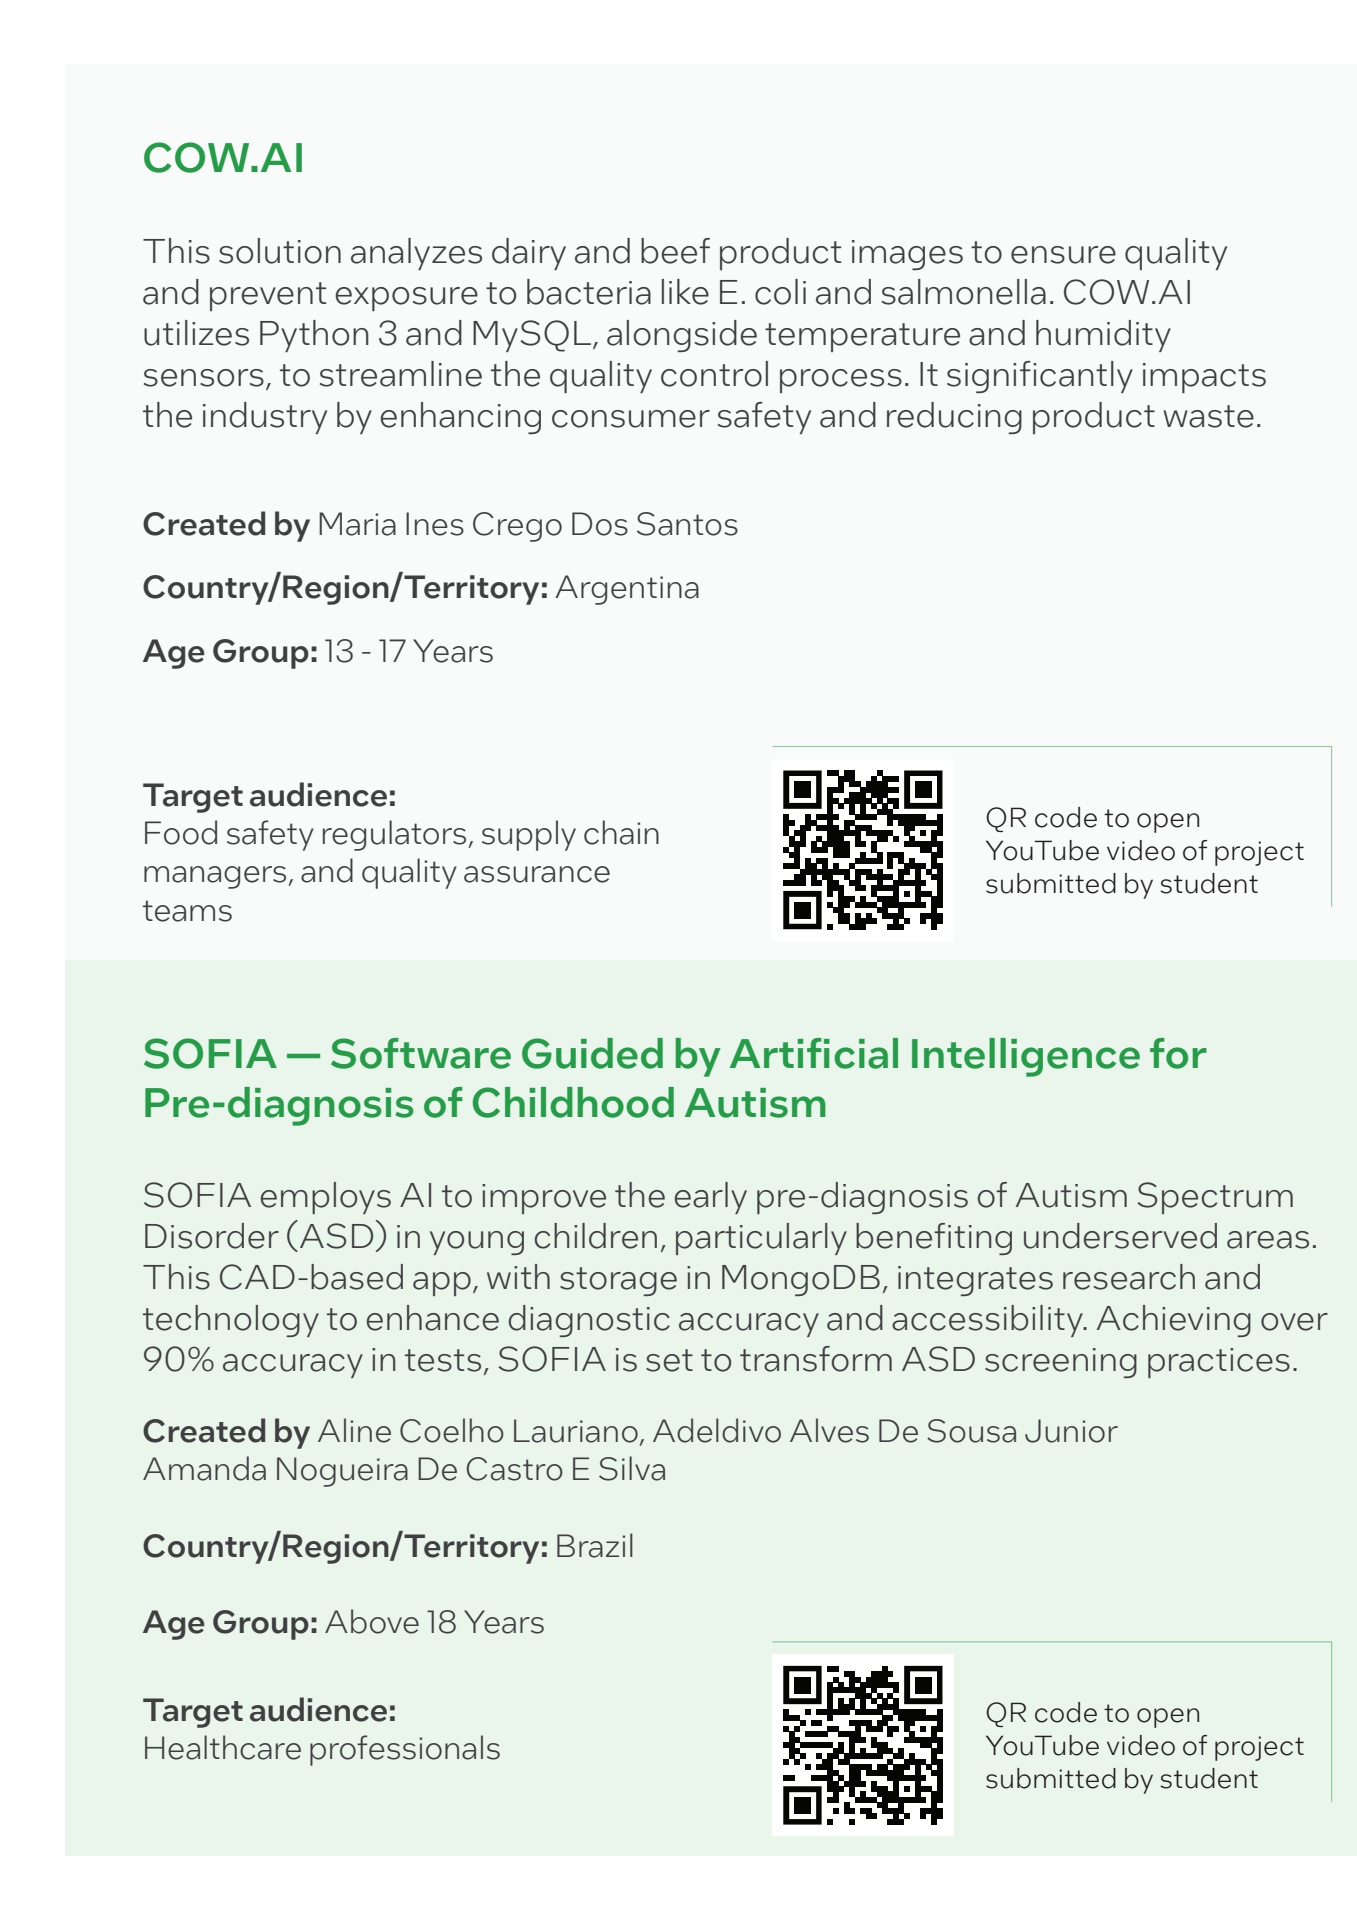 COW.AI
This solution analyzes dairy and beef product images to ensure quality
and prevent exposure to bacteria like E. coli and salmonella. COW.AI
utilizes Python 3 and MySQL, alongside temperature and humidity
sensors, to streamline the quality control process. It significantly impacts
the industry by enhancing consumer safety and reducing product waste.
Created by Maria Ines Crego Dos Santos
Country/Region/Territory: Argentina
Age Group: 13 - 17 Years
Target audience:
Food safety regulators, supply chain
managers, and quality assurance
teams
QR code to open
YouTube video of project
submitted by student
SOFIA — Software Guided by Artificial Intelligence for
Pre-diagnosis of Childhood Autism
SOFIA employs AI to improve the early pre-diagnosis of Autism Spectrum
Disorder (ASD) in young children, particularly benefiting underserved areas.
This CAD-based app, with storage in MongoDB, integrates research and
technology to enhance diagnostic accuracy and accessibility. Achieving over
90% accuracy in tests, SOFIA is set to transform ASD screening practices.
Created by Aline Coelho Lauriano, Adeldivo Alves De Sousa Junior
Amanda Nogueira De Castro E Silva
Country/Region/Territory: Brazil
Age Group: Above 18 Years
Target audience:
Healthcare professionals
QR code to open
YouTube video of project
submitted by student